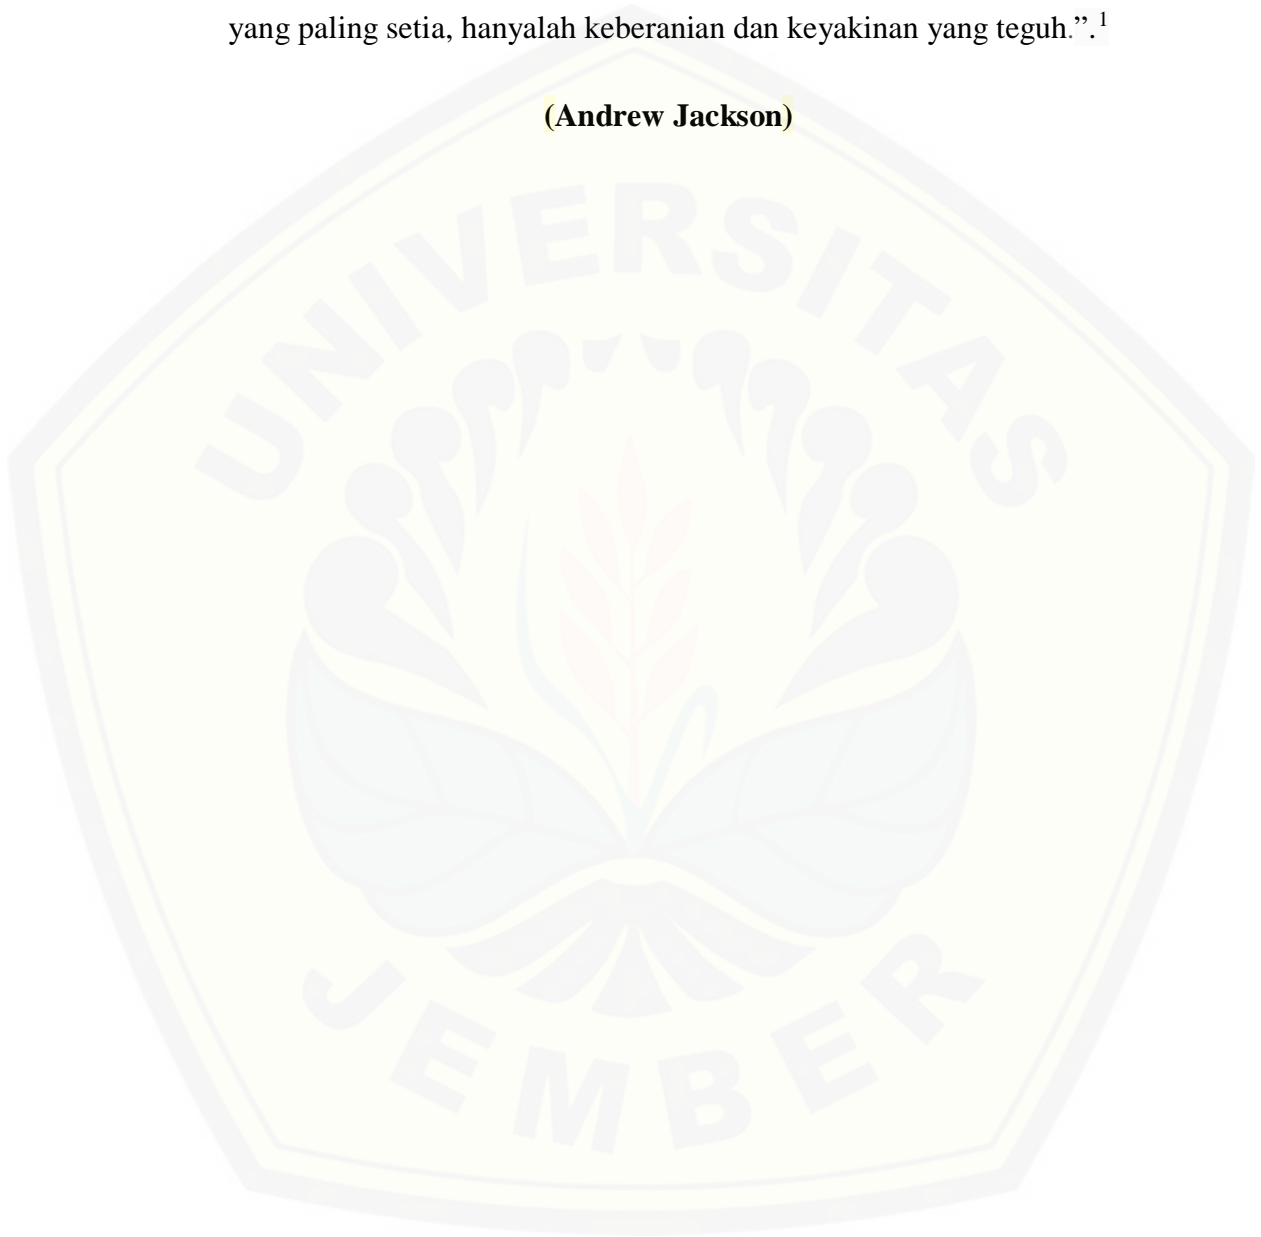 yang paling setia, hanyalah keberanian dan keyakinan yang teguh.”.1
(Andrew Jackson)
UNIVERSITAS
JEMBER